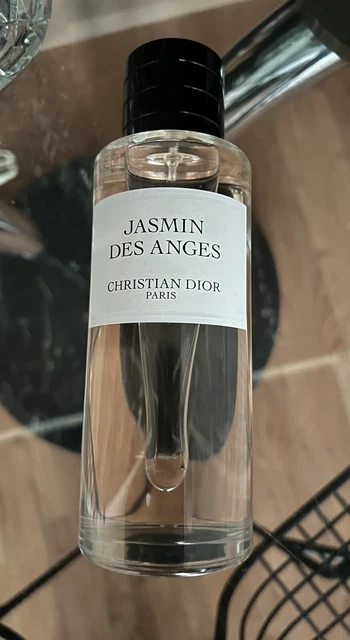 JASMIN
DES ANGES
CHRISTIAN DIOR
PARIS